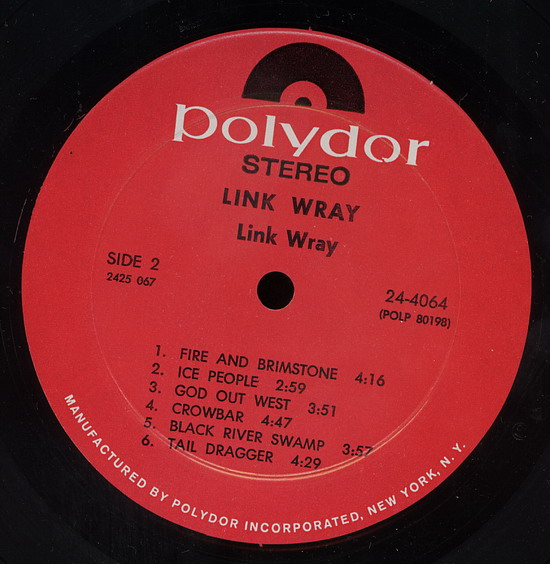 polydor
STEREO
LINK WRAY
Link Wray
SIDE 2
2425 067
24-4064
(POLP 80198)
1. FIRE AND BRIMSTONE 4:16
2. ICE PEOPLE 2:59
3. GOD OUT WEST 3:51
4. CROWBAR 4:47
5. BLACK RIVER SWAMP 3:57
6. TAIL DRAGGER 4:29
MANUFACTURED BY POLYDOR INCORPORATED, NEW YORK, N. Y.